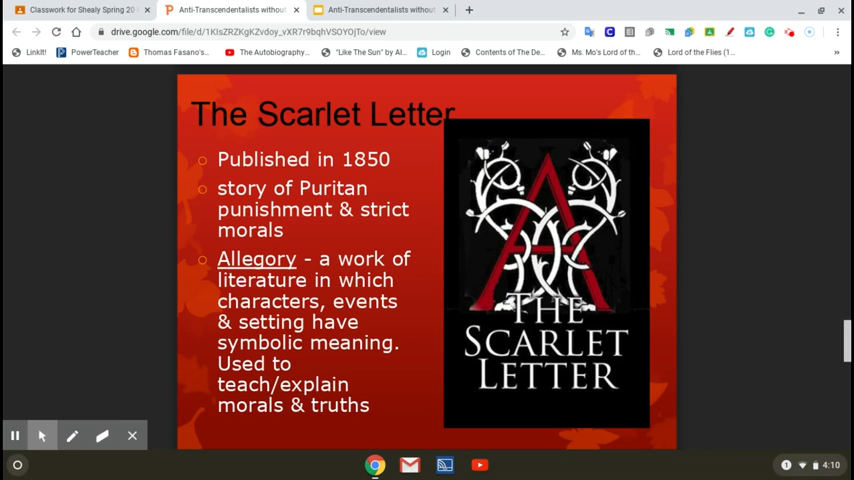 Classwork for Shealy Spring 20
Anti-Transcendentalists without
Anti-Transcendentalists without
drive.google.com/file/d/1KIsZRZKgKZvdoy_vXR7r9bqhVSOYOjTo/view
LinkIt!
PowerTeacher
Thomas Fasano's...
The Autobiography...
"Like The Sun" by Al...
Login
Contents of The De...
Ms. Mo's Lord of th...
Lord of the Flies (19...
The Scarlet Letter
Published in 1850
story of Puritan
punishment & strict
morals
Allegory - a work of
literature in which
characters, events
& setting have
symbolic meaning.
Used to
teach/explain
morals & truths
A
THE
SCARLET
LETTER
1
4:10